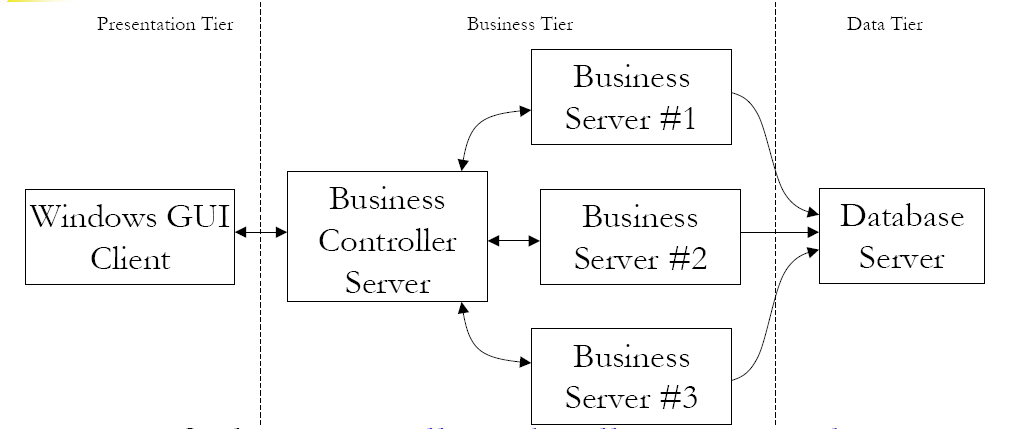 Presentation Tier
Business Tier
Data Tier
Business
Server #1
Windows GUI
Client
Business
Controller
Server
Business
Server #2
Database
Server
Business
Server #3